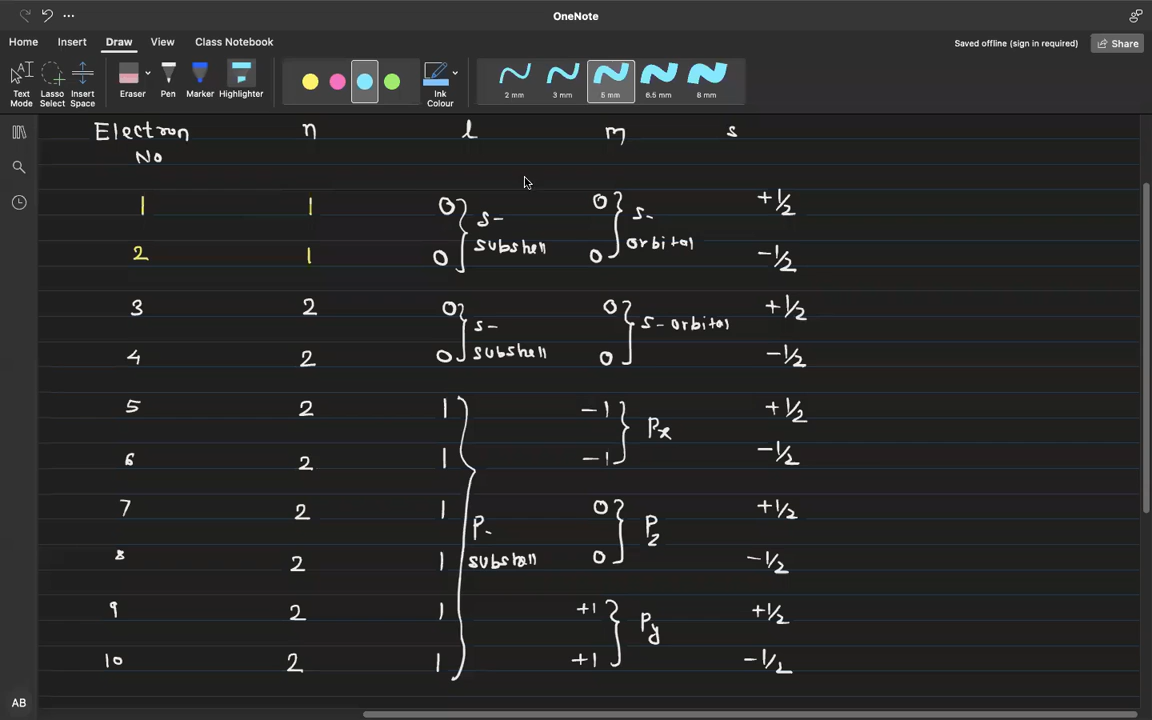 OneNote
Home Insert Draw View Class Notebook
Saved offline (sign in required) Share
Text Mode Lasso Select Insert Space Eraser Pen Marker Highlighter Ink Colour 2 mm 3 mm 5 mm 6.5 mm 8 mm
Electron No n l m s
1 1 0 0 +1/2
s- subshell s- orbital
2 1 0 0 -1/2
3 2 0 0 +1/2
s- subshell s-orbital
4 2 0 0 -1/2
5 2 1 -1 +1/2
Px
6 2 1 -1 -1/2
7 2 1 0 +1/2
P- subshell Pz
8 2 1 0 -1/2
9 2 1 +1 +1/2
Py
10 2 1 +1 -1/2
AB